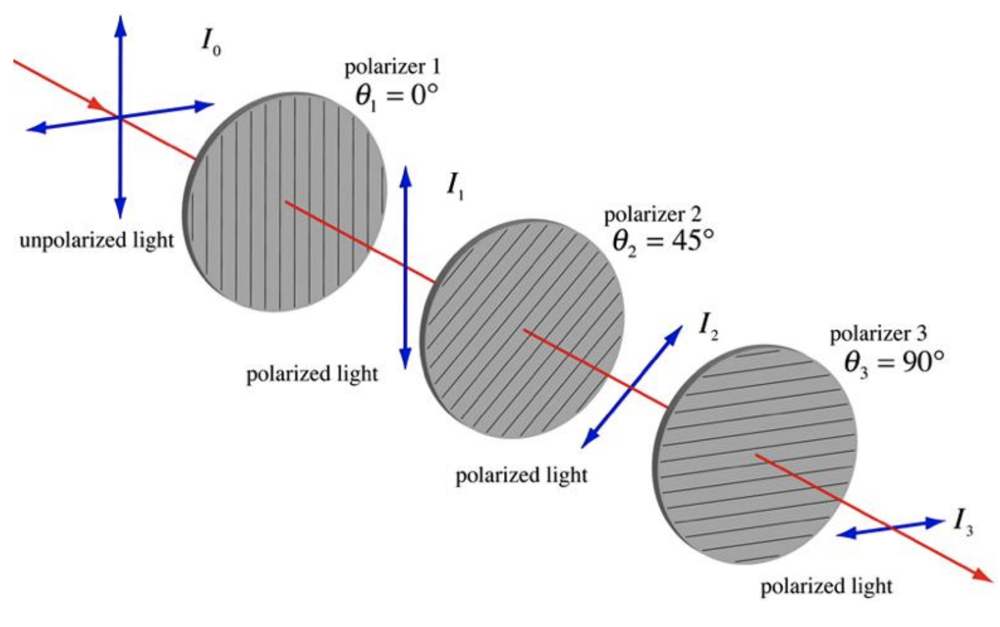 I₀
polarizer 1
θ₁ = 0°
unpolarized light
I₁
polarizer 2
θ₂ = 45°
polarized light
I₂
polarizer 3
θ₃ = 90°
polarized light
I₃
polarized light